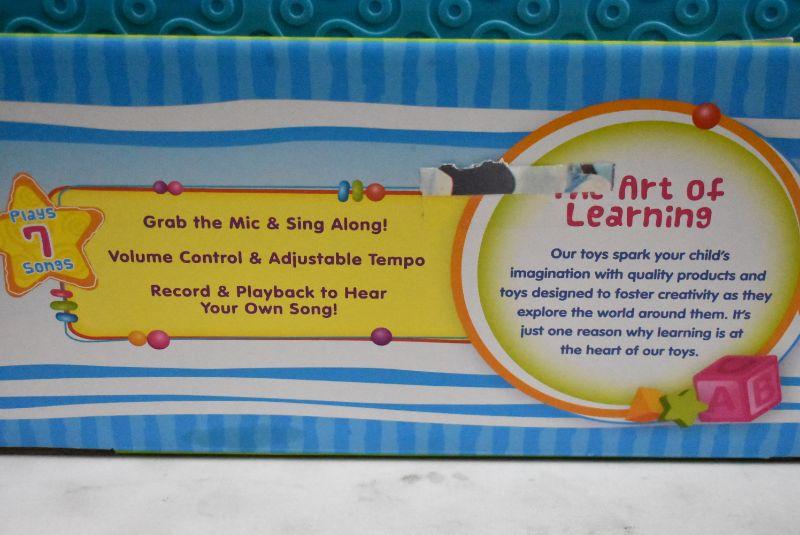 Plays
7
Songs
Grab the Mic & Sing Along!
Volume Control & Adjustable Tempo
Record & Playback to Hear
Your Own Song!
The Art of
Learning
Our toys spark your child's
imagination with quality products and
toys designed to foster creativity as they
explore the world around them. It's
just one reason why learning is at
the heart of our toys.
A B